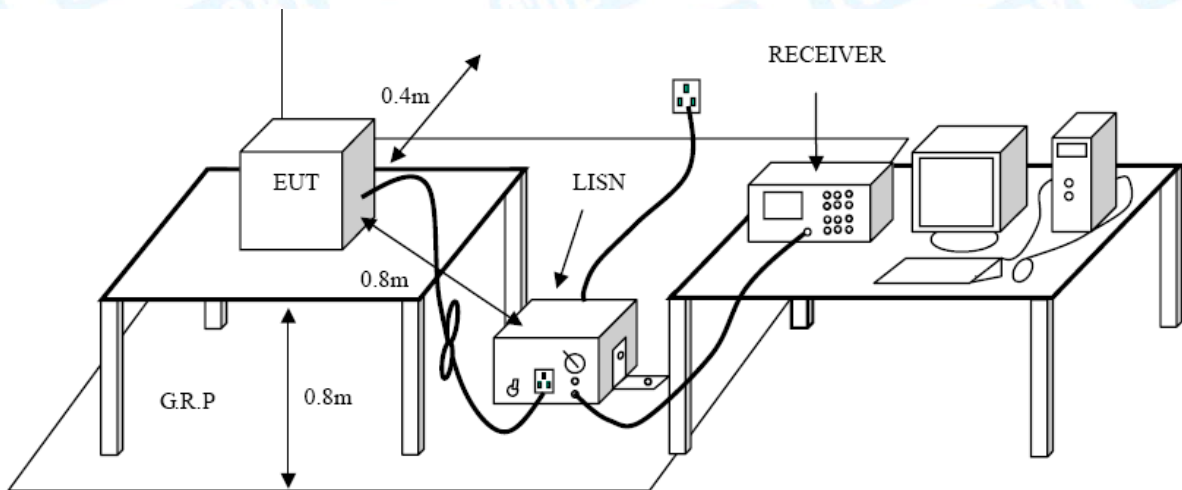 RECEIVER
0.4m
EUT
LISN
0.8m
G.R.P
0.8m